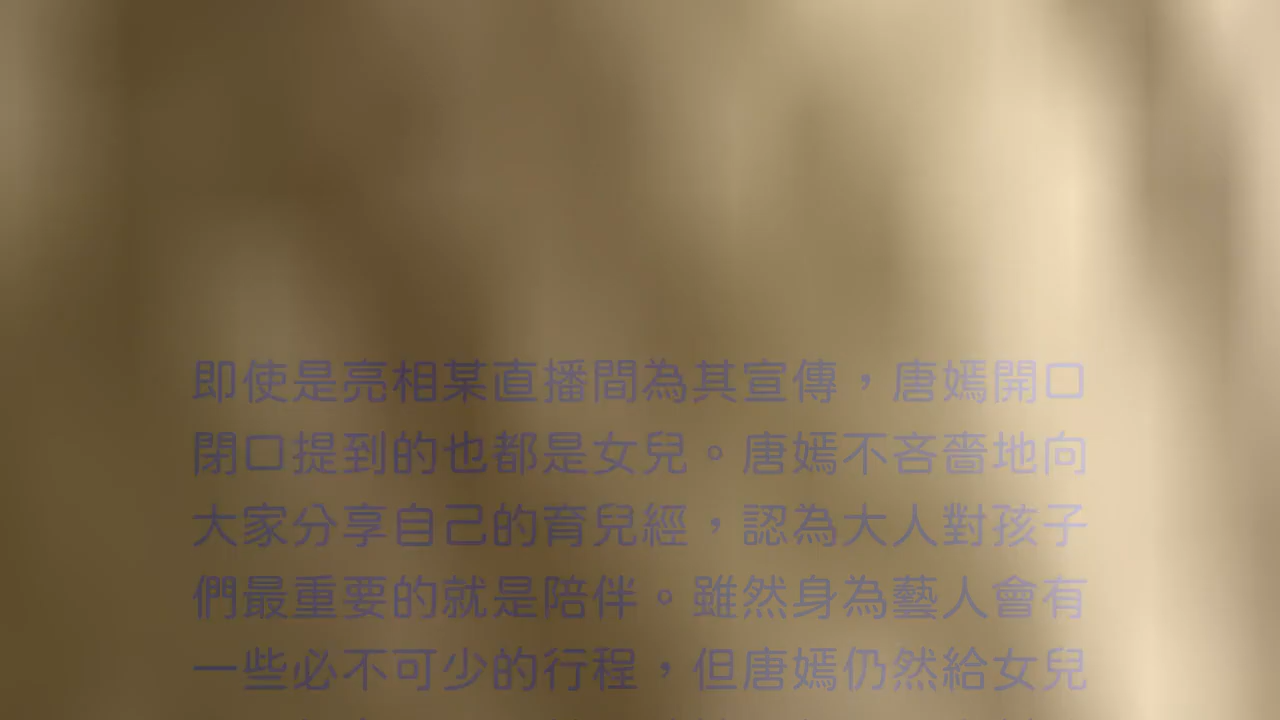 即使是亮相某直播間為其宣傳，唐嫣開口
閉口提到的也都是女兒。唐嫣不吝嗇地向
大家分享自己的育兒經，認為大人對孩子
們最重要的就是陪伴。雖然身為藝人會有
一些必不可少的行程，但唐嫣仍然給女兒